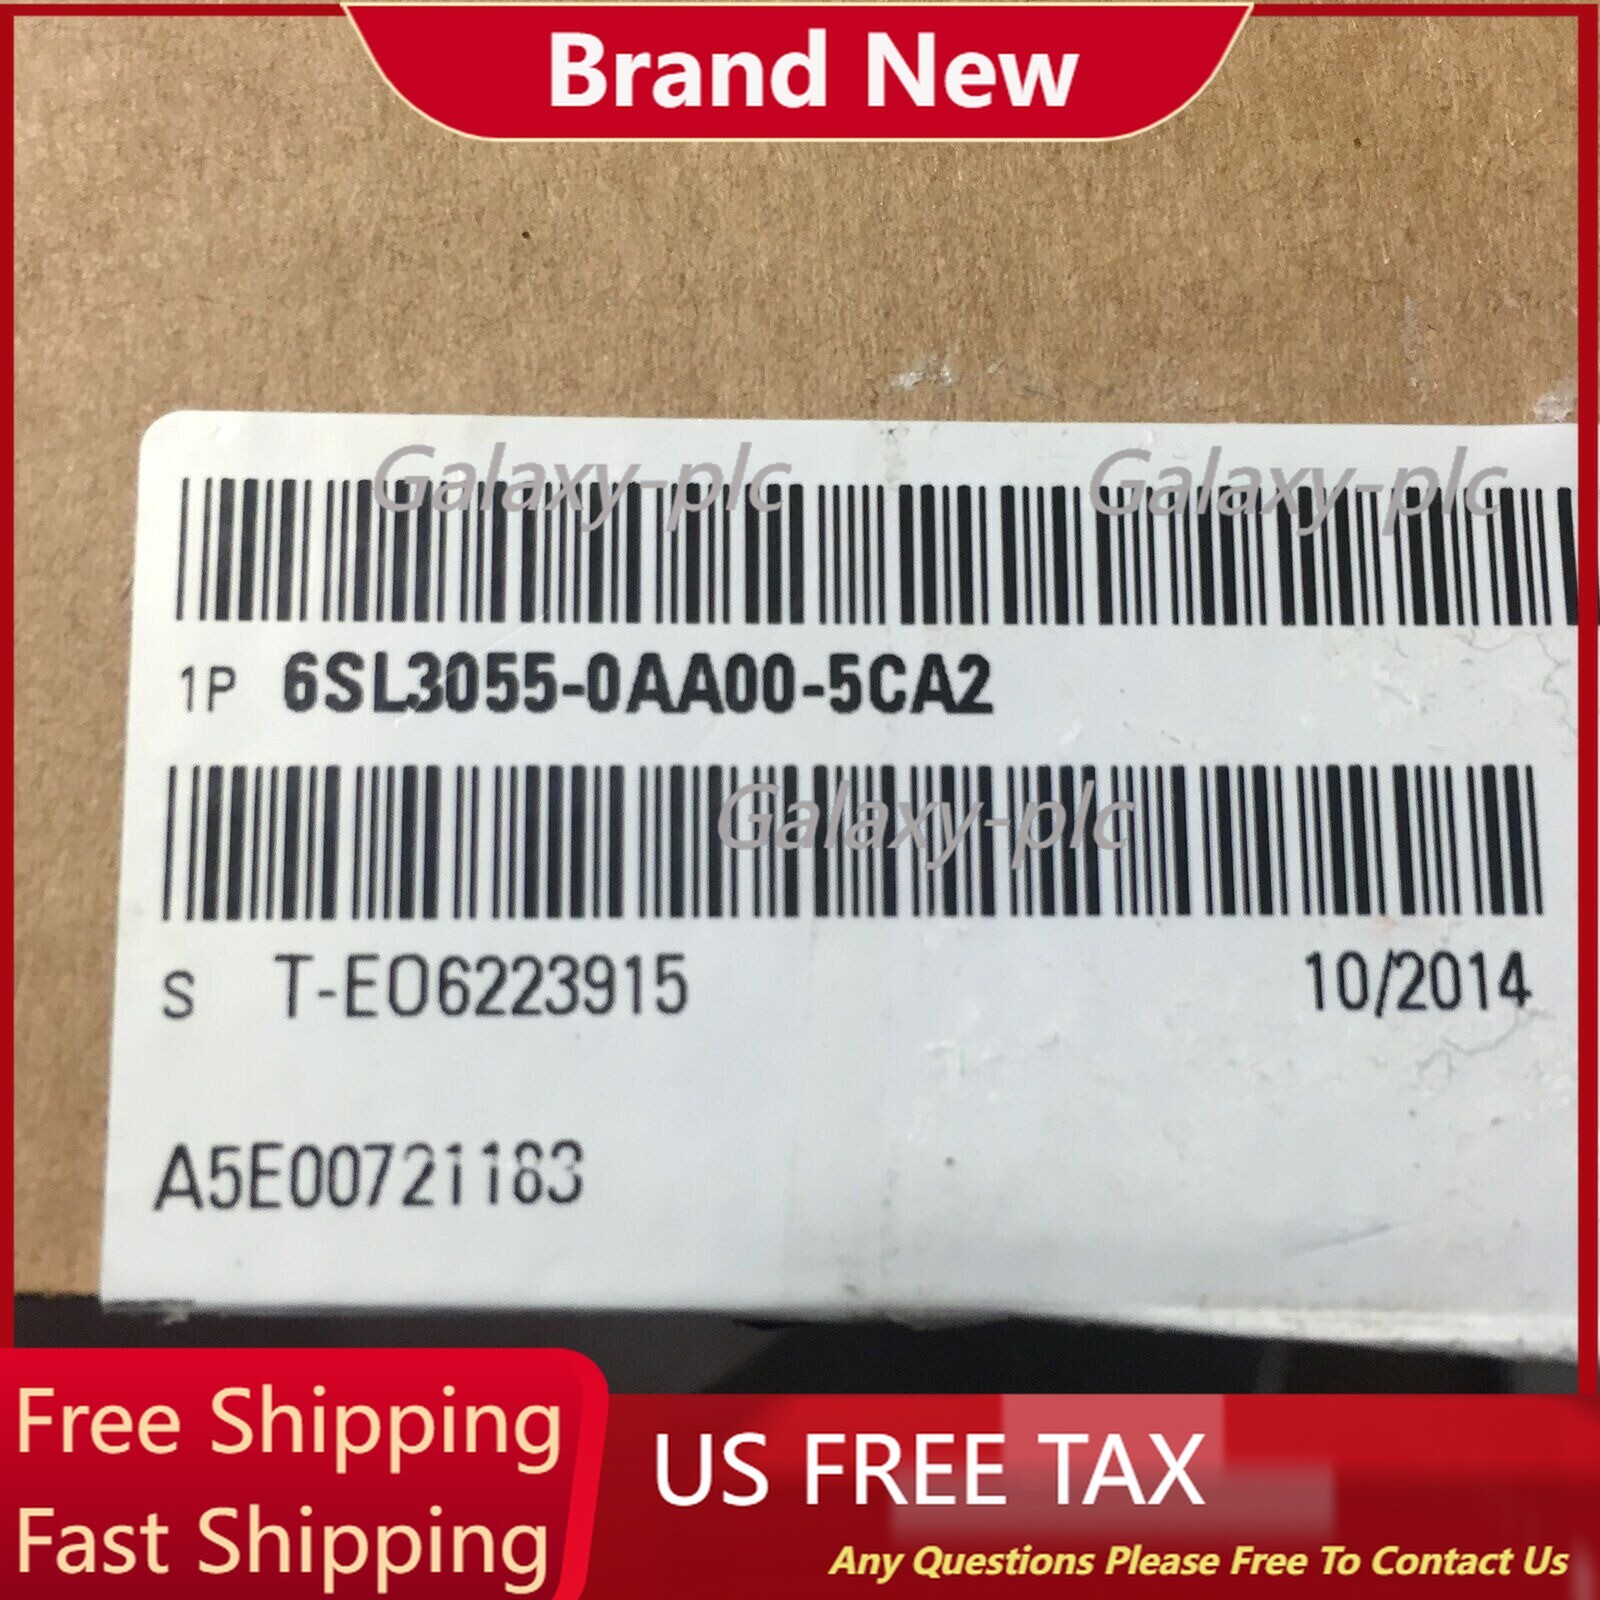 Brand New
Galaxy-plc Galaxy-plc
1P 6SL3055-0AA00-5CA2
Galaxy-plc
S T-EO6223915 10/2014
A5E00721183
Free Shipping
Fast Shipping
US FREE TAX
Any Questions Please Free To Contact Us